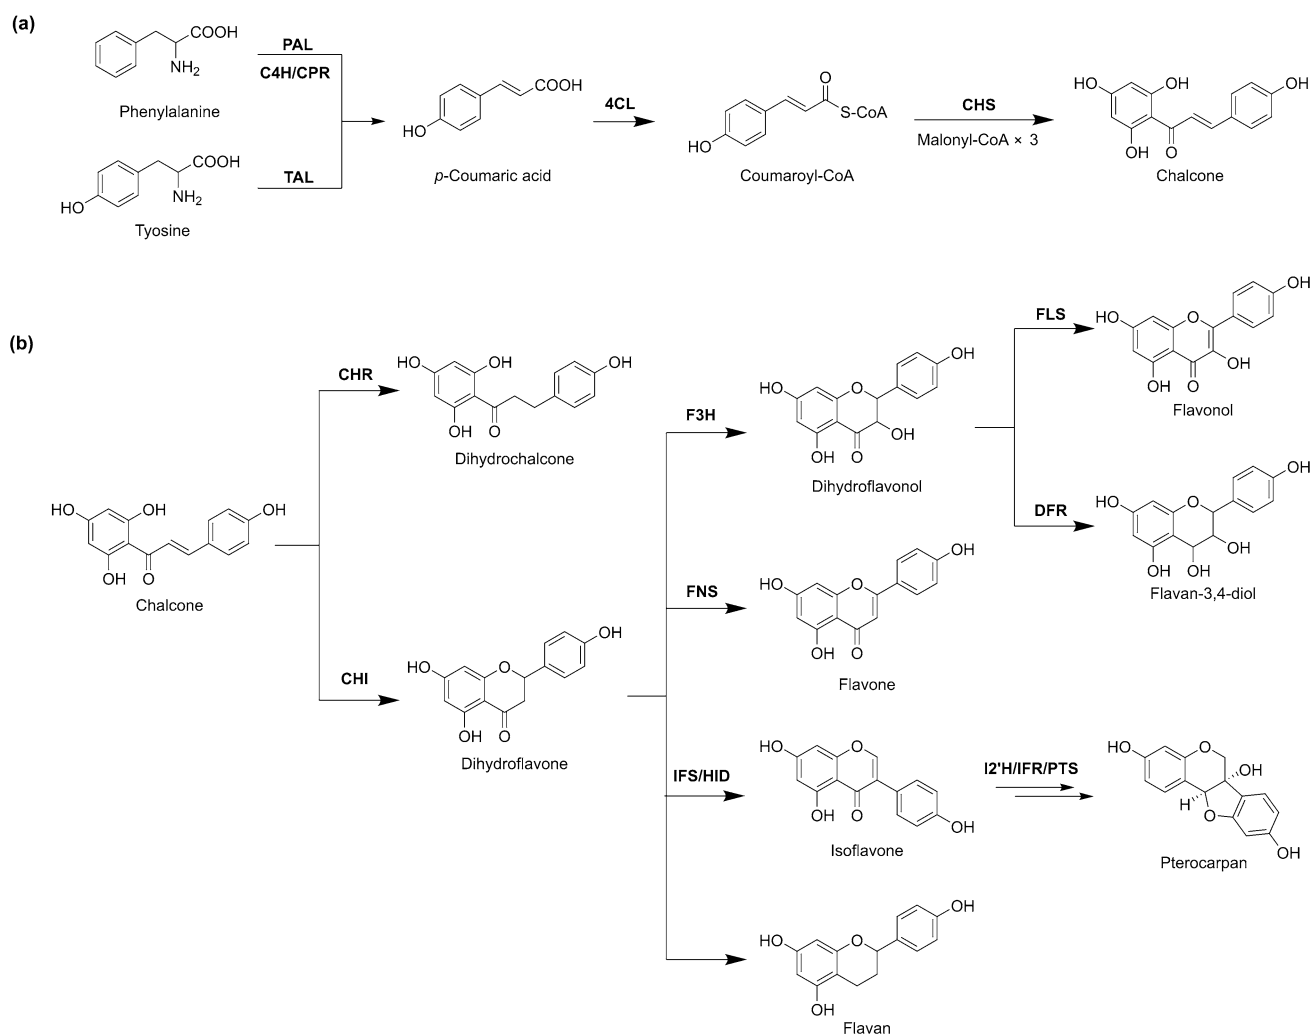 (a)
COOH
NH2
Phenylalanine
PAL
C4H/CPR
COOH
NH2
HO
Tyosine
TAL
COOH
HO
p-Coumaric acid
4CL
O
S-CoA
HO
Coumaroyl-CoA
CHS
Malonyl-CoA × 3
HO
OH
OH
OH
O
Chalcone
(b)
HO
OH
OH
OH
O
Chalcone
CHR
HO
OH
OH
OH
O
Dihydrochalcone
CHI
HO
O
OH
OH
O
Dihydroflavone
F3H
HO
O
OH
OH
OH
O
Dihydroflavonol
FLS
HO
O
OH
OH
OH
O
Flavonol
DFR
HO
O
OH
OH
OH
OH
Flavan-3,4-diol
FNS
HO
O
OH
OH
O
Flavone
IFS/HID
HO
O
OH
O
OH
Isoflavone
I2'H/IFR/PTS
HO
O
OH
H
O
OH
Pterocarpan
HO
O
OH
OH
Flavan